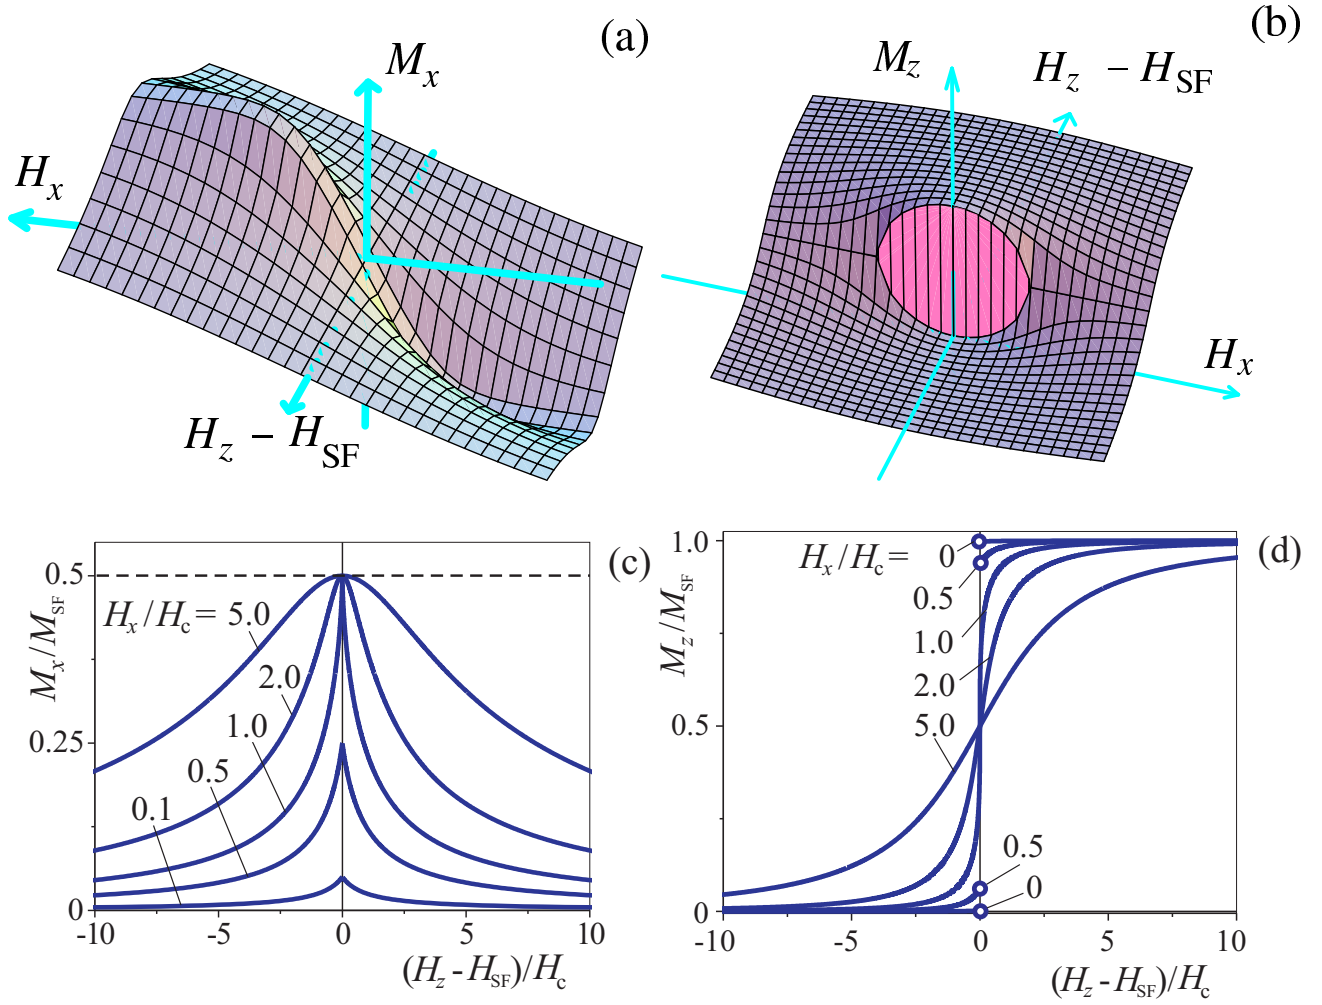 (a)
M_x
H_x
H_z − H_SF
(b)
M_z
H_z − H_SF
H_x
(c)
0.5
H_x/H_c = 5.0
2.0
1.0
0.5
0.1
0.25
0
M_x/M_SF
-10 -5 0 5 10
(H_z - H_SF)/H_c
(d)
1.0
H_x/H_c = 0
0.5
1.0
2.0
5.0
0.5
0.5
0
0
M_z/M_SF
-10 -5 0 5 10
(H_z - H_SF)/H_c